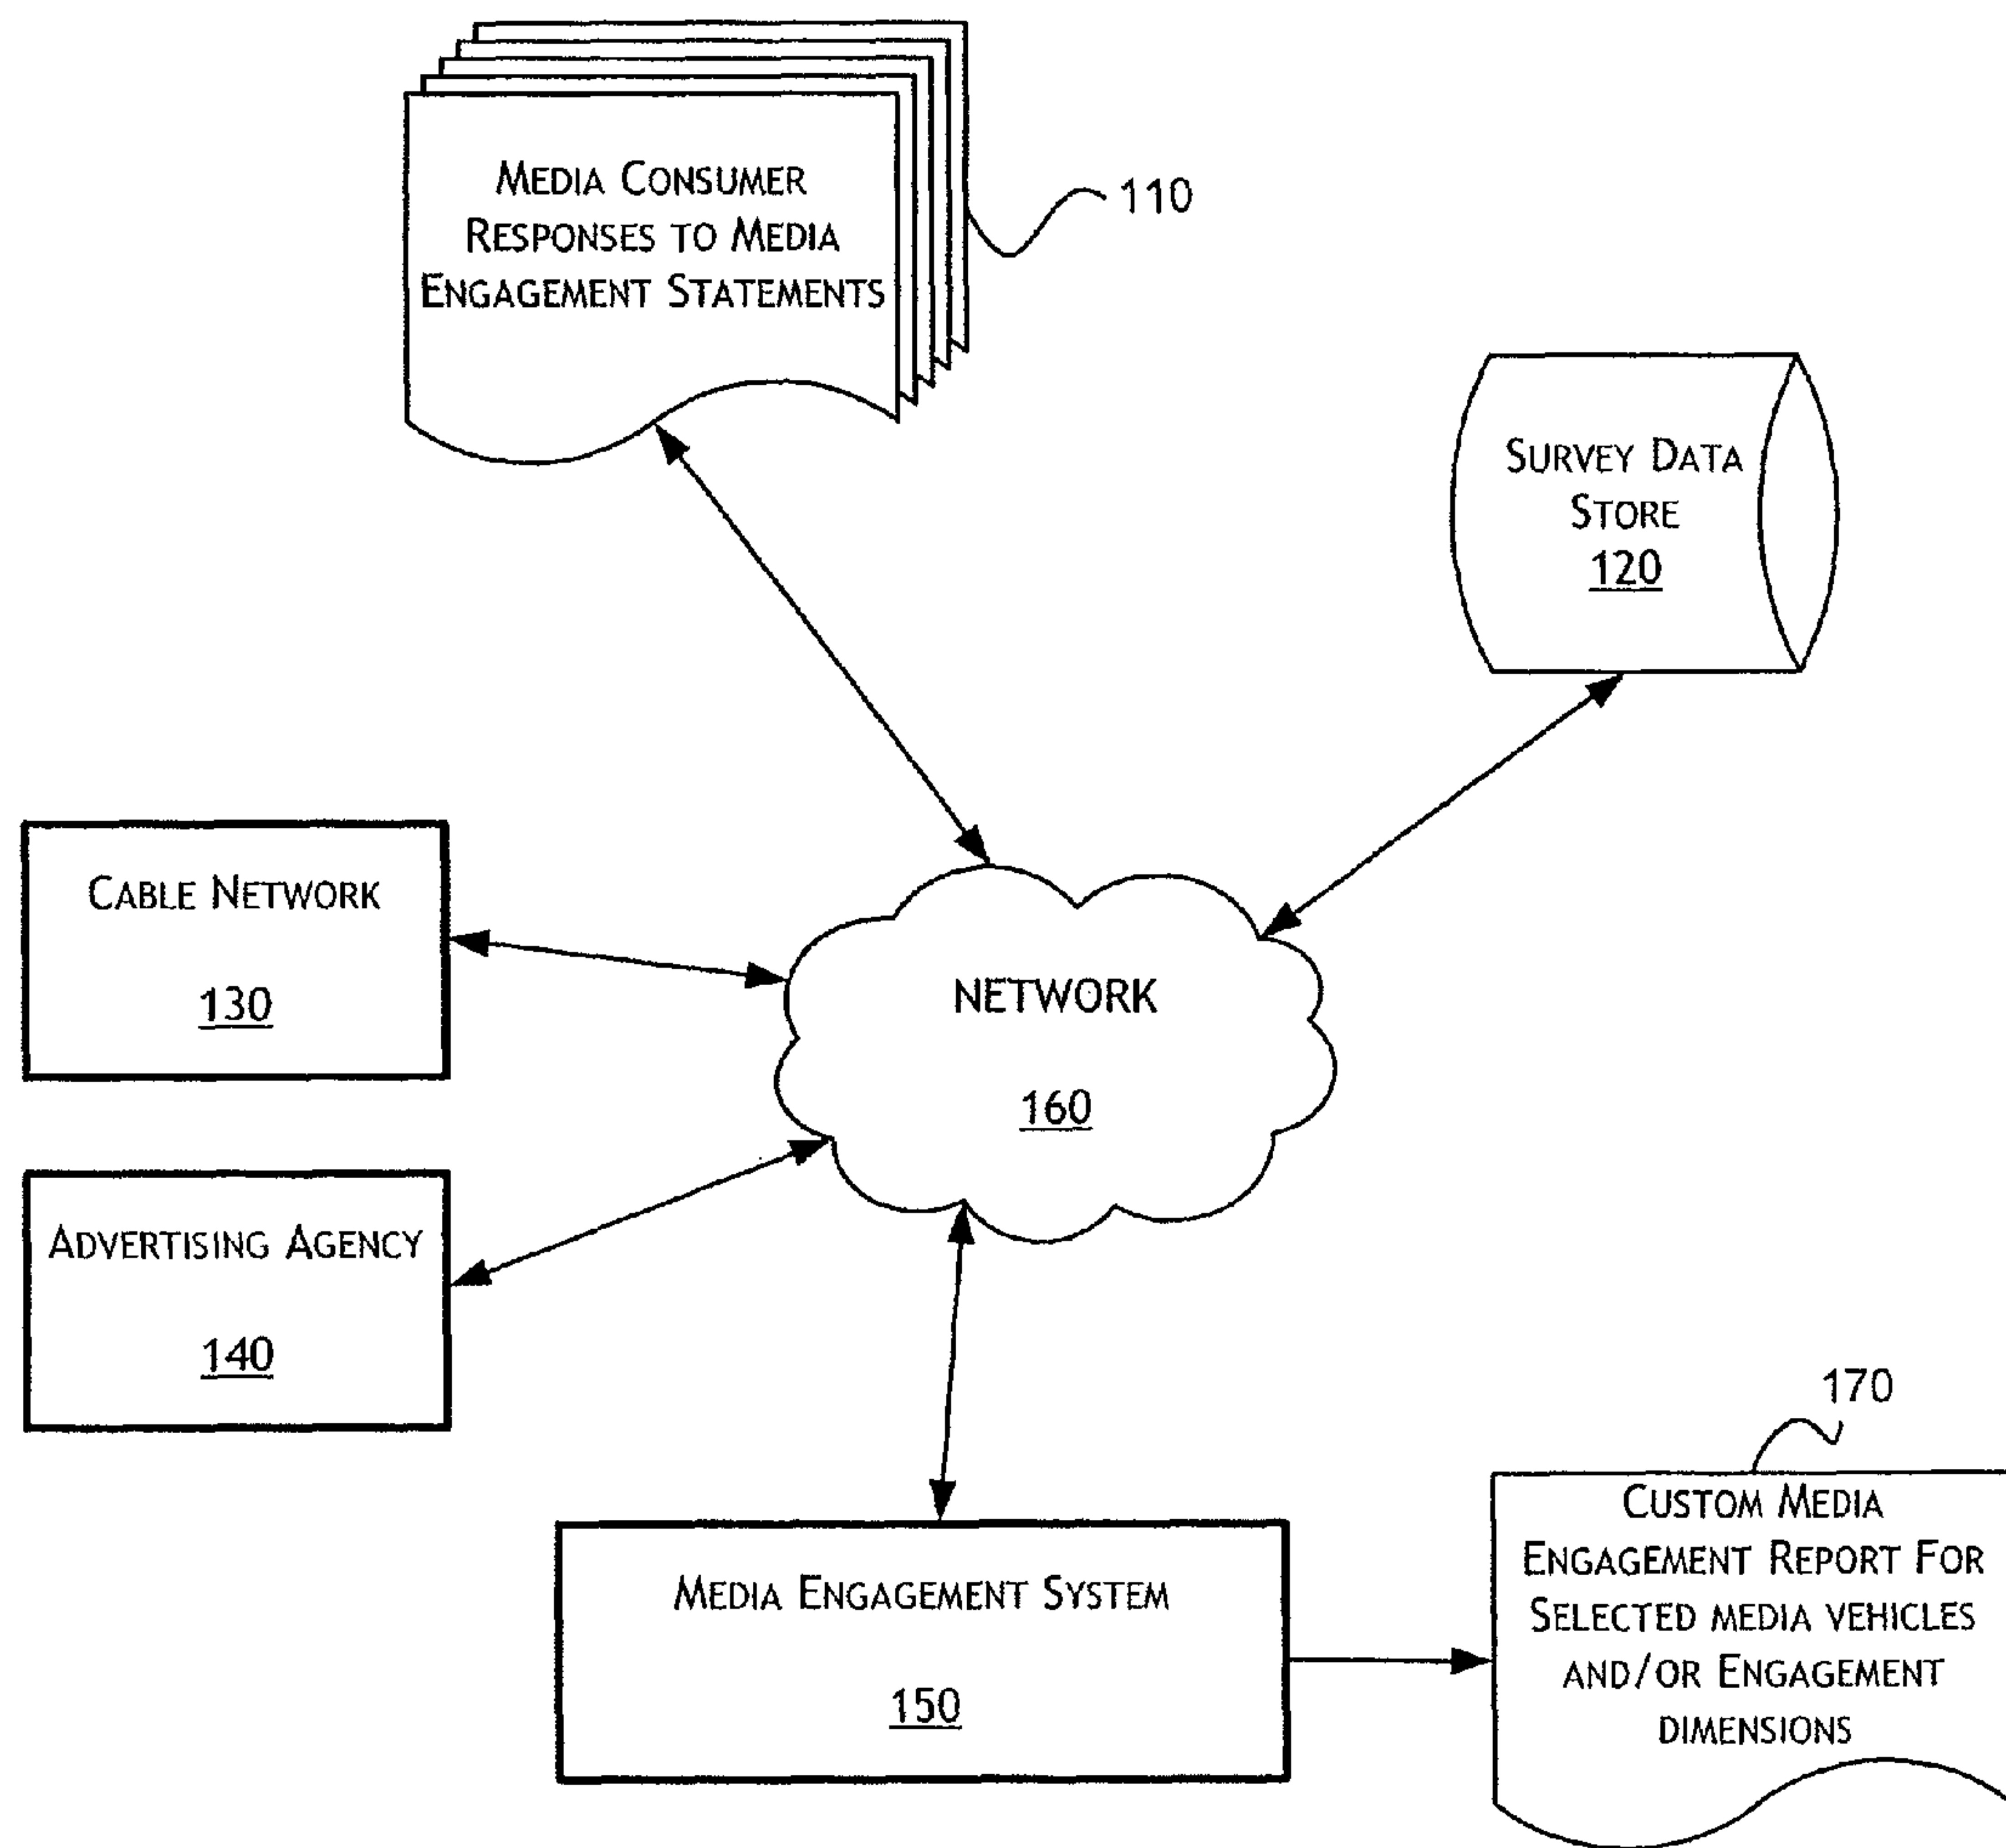 MEDIA CONSUMER
RESPONSES TO MEDIA
ENGAGEMENT STATEMENTS
110
SURVEY DATA
STORE
120
CABLE NETWORK
130
NETWORK
160
ADVERTISING AGENCY
140
170
MEDIA ENGAGEMENT SYSTEM
150
CUSTOM MEDIA
ENGAGEMENT REPORT FOR
SELECTED MEDIA VEHICLES
AND/OR ENGAGEMENT
DIMENSIONS